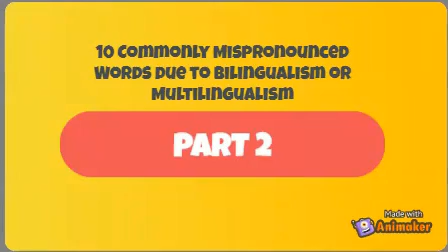 10 Commonly Mispronounced
Words due to Bilingualism or
Multilingualism
PART 2
Made with
Animaker